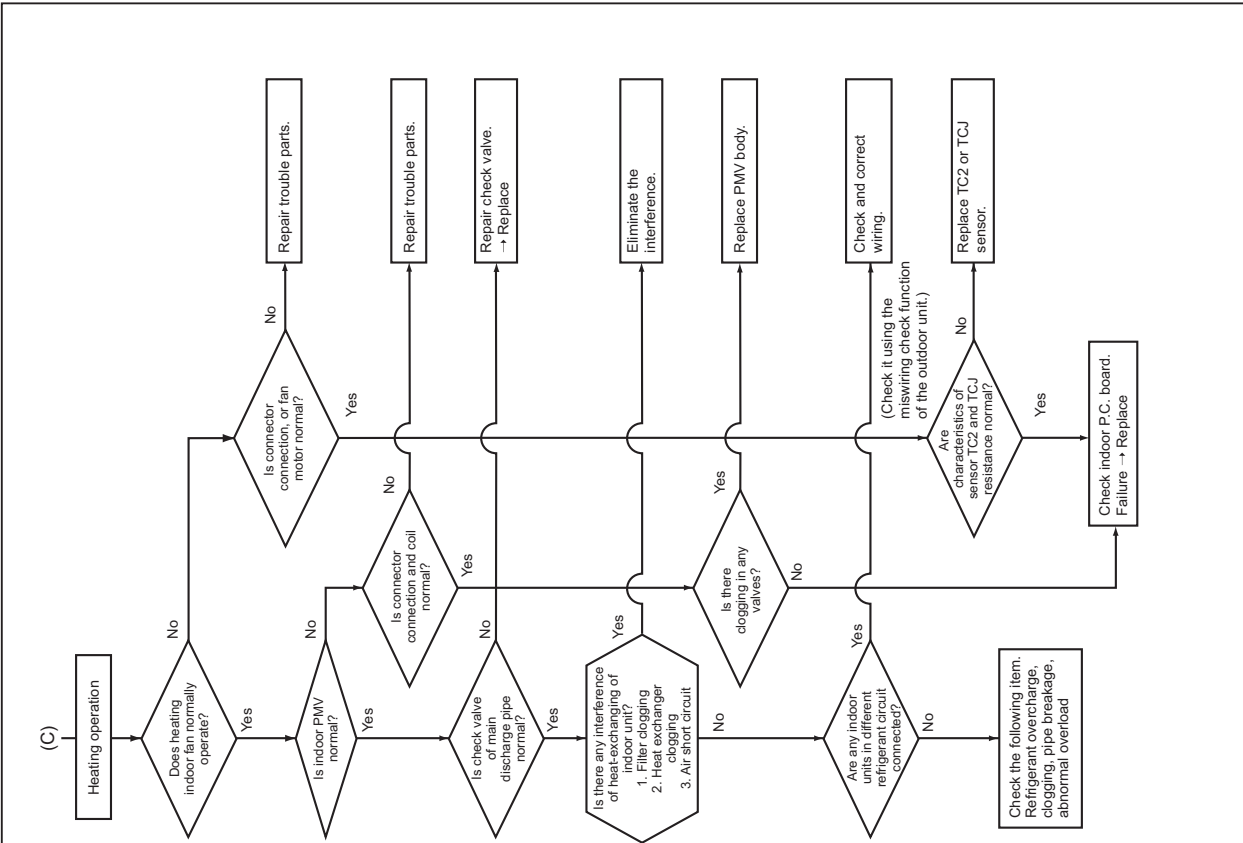 (C)
Heating operation
Does heating
indoor fan normally
operate?
No
Yes
Is connector
connection, or fan
motor normal?
No
Yes
Repair trouble parts.
Is indoor PMV
normal?
No
Yes
Is connector
connection and coil
normal?
No
Yes
Repair trouble parts.
Is check valve
of main
discharge pipe
normal?
No
Yes
Repair check valve.
→ Replace
Is there any interference
of heat-exchanging of
indoor unit?
1. Filter clogging
2. Heat exchanger
clogging
3. Air short circuit
Yes
No
Eliminate the
interference.
Is there
clogging in any
valves?
Yes
No
Replace PMV body.
Are any indoor
units in different
refrigerant circuit
connected?
Yes
No
Check and correct
wiring.
(Check it using the
miswiring check function
of the outdoor unit.)
Are
characteristics of
sensor TC2 and TCJ
resistance normal?
No
Yes
Replace TC2 or TCJ
sensor.
Check the following item.
Refrigerant overcharge,
clogging, pipe breakage,
abnormal overload
Check indoor P.C. board.
Failure → Replace